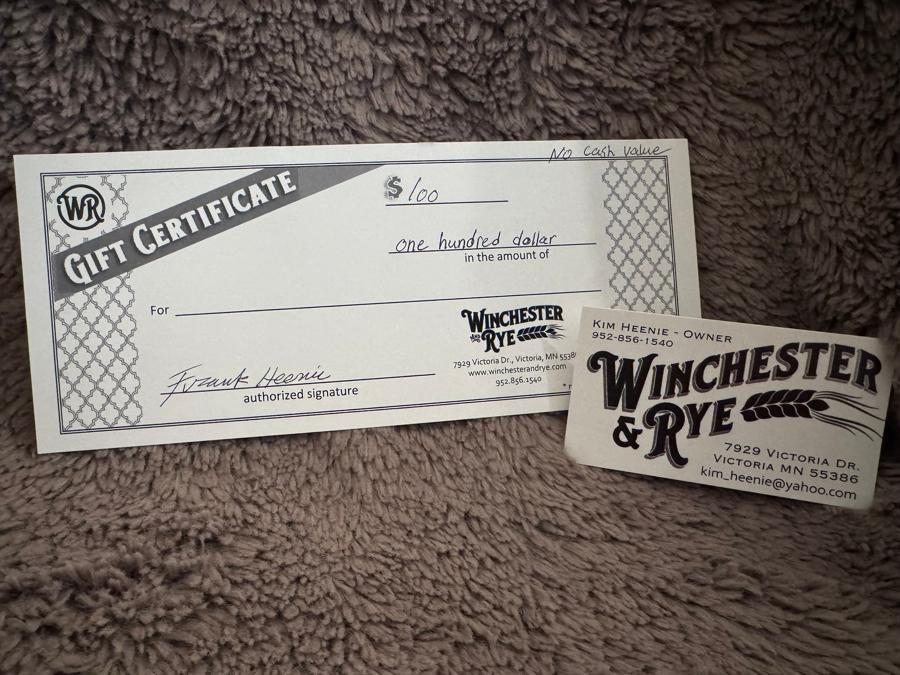 No cash value
WR
GIFT CERTIFICATE
$ 100
one hundred dollar
in the amount of
For
WINCHESTER
AND RYE
7929 Victoria Dr., Victoria, MN 553
www.winchesterandrye.com
952.856.1540
Frank Heenie
authorized signature
KIM HEENIE - OWNER
952-856-1540
WINCHESTER
& RYE
7929 VICTORIA DR.
VICTORIA MN 55386
kim_heenie@yahoo.com